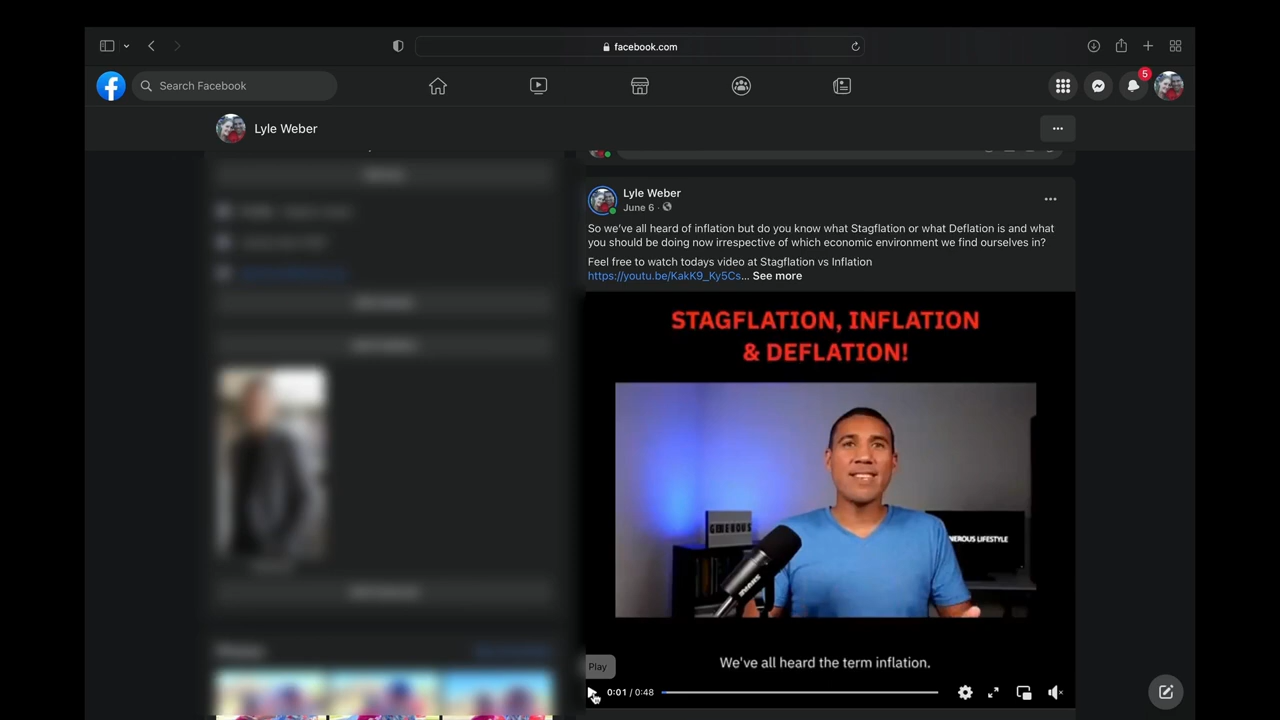 facebook.com
Search Facebook
5
Lyle Weber
Lyle Weber
June 6 ·
So we've all heard of inflation but do you know what Stagflation or what Deflation is and what
you should be doing now irrespective of which economic environment we find ourselves in?
Feel free to watch todays video at Stagflation vs Inflation
https://youtu.be/KakK9_Ky5Cs... See more
STAGFLATION, INFLATION
& DEFLATION!
GENEROUS
NEROUS LIFESTYLE
We've all heard the term inflation.
Play
0:01 / 0:48